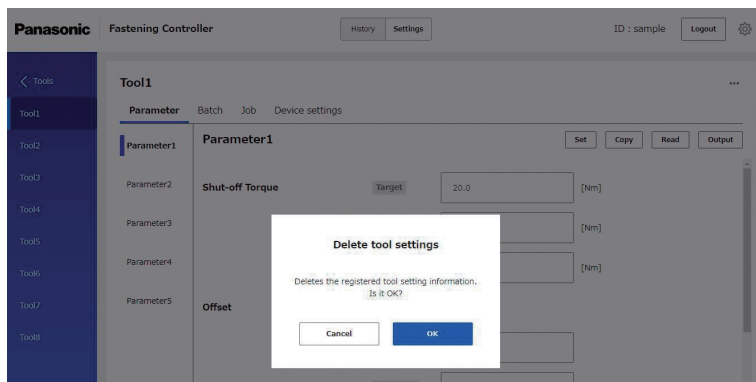 Panasonic Fastening Controller History Settings ID : sample Logout
Tools
Tool1
Tool2
Tool3
Tool4
Tool5
Tool6
Tool7
Tool8
Tool1
Parameter Batch Job Device settings
Parameter1
Parameter2
Parameter3
Parameter4
Parameter5
Parameter1 Set Copy Read Output
Shut-off Torque Target 20.0 [Nm]
[Nm]
[Nm]
Offset
Delete tool settings
Deletes the registered tool setting information.
Is it OK?
Cancel OK